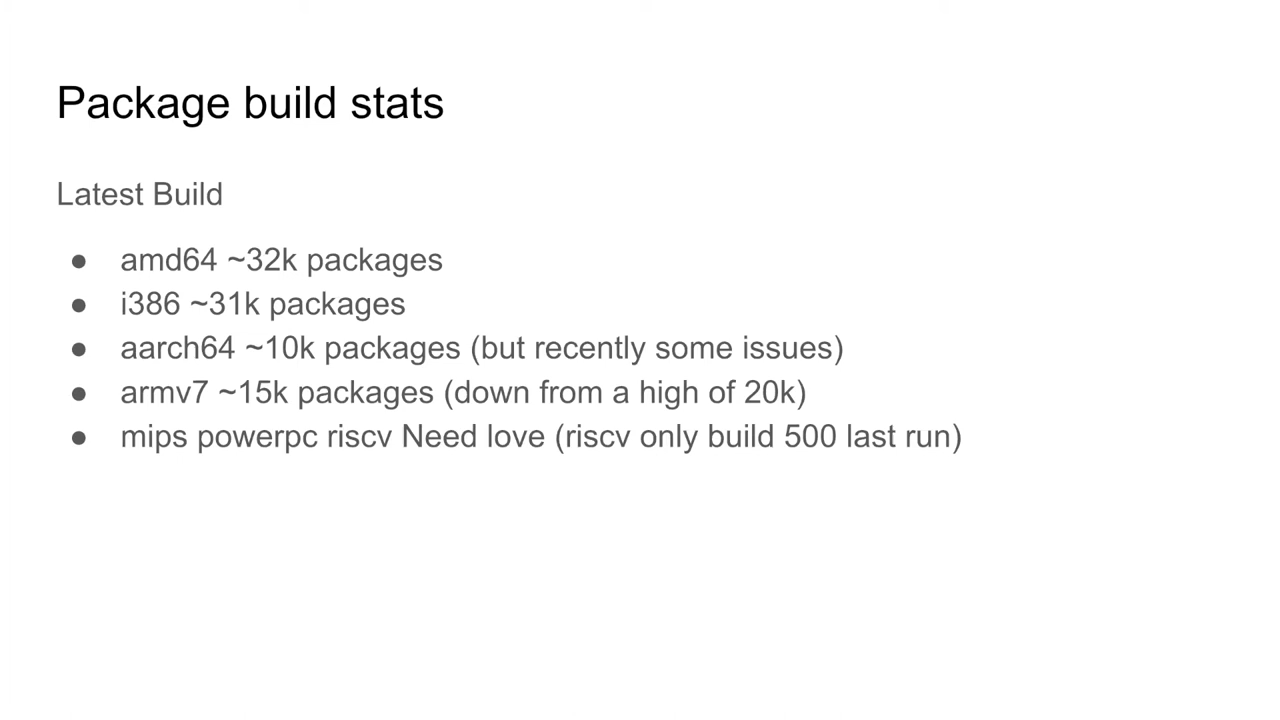 Package build stats
Latest Build
● amd64 ~32k packages
● i386 ~31k packages
● aarch64 ~10k packages (but recently some issues)
● armv7 ~15k packages (down from a high of 20k)
● mips powerpc riscv Need love (riscv only build 500 last run)